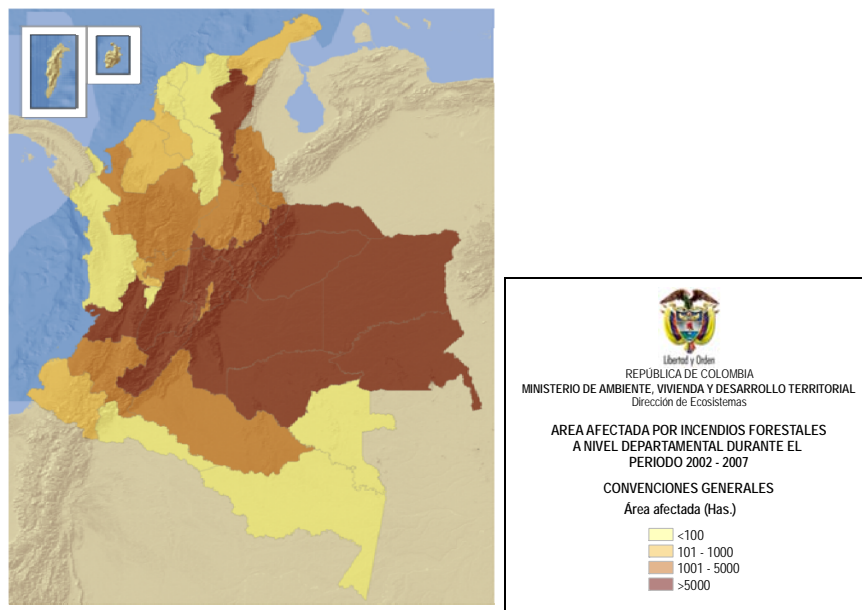 Libertad y Orden
REPÚBLICA DE COLOMBIA
MINISTERIO DE AMBIENTE, VIVIENDA Y DESARROLLO TERRITORIAL
Dirección de Ecosistemas
AREA AFECTADA POR INCENDIOS FORESTALES
A NIVEL DEPARTAMENTAL DURANTE EL
PERIODO 2002 - 2007
CONVENCIONES GENERALES
Área afectada (Has.)
<100
101 - 1000
1001 - 5000
>5000